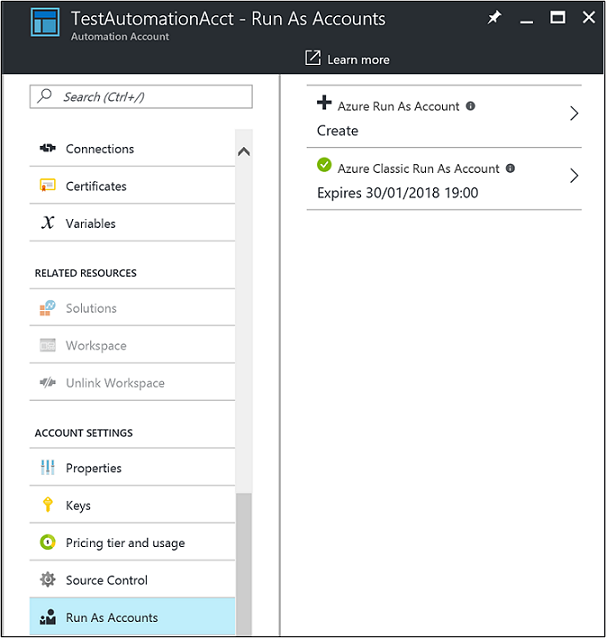 TestAutomationAcct - Run As Accounts
Automation Account
Learn more
Search (Ctrl+/)
Connections
Certificates
Variables
RELATED RESOURCES
Solutions
Workspace
Unlink Workspace
ACCOUNT SETTINGS
Properties
Keys
Pricing tier and usage
Source Control
Run As Accounts
Azure Run As Account
Create
Azure Classic Run As Account
Expires 30/01/2018 19:00